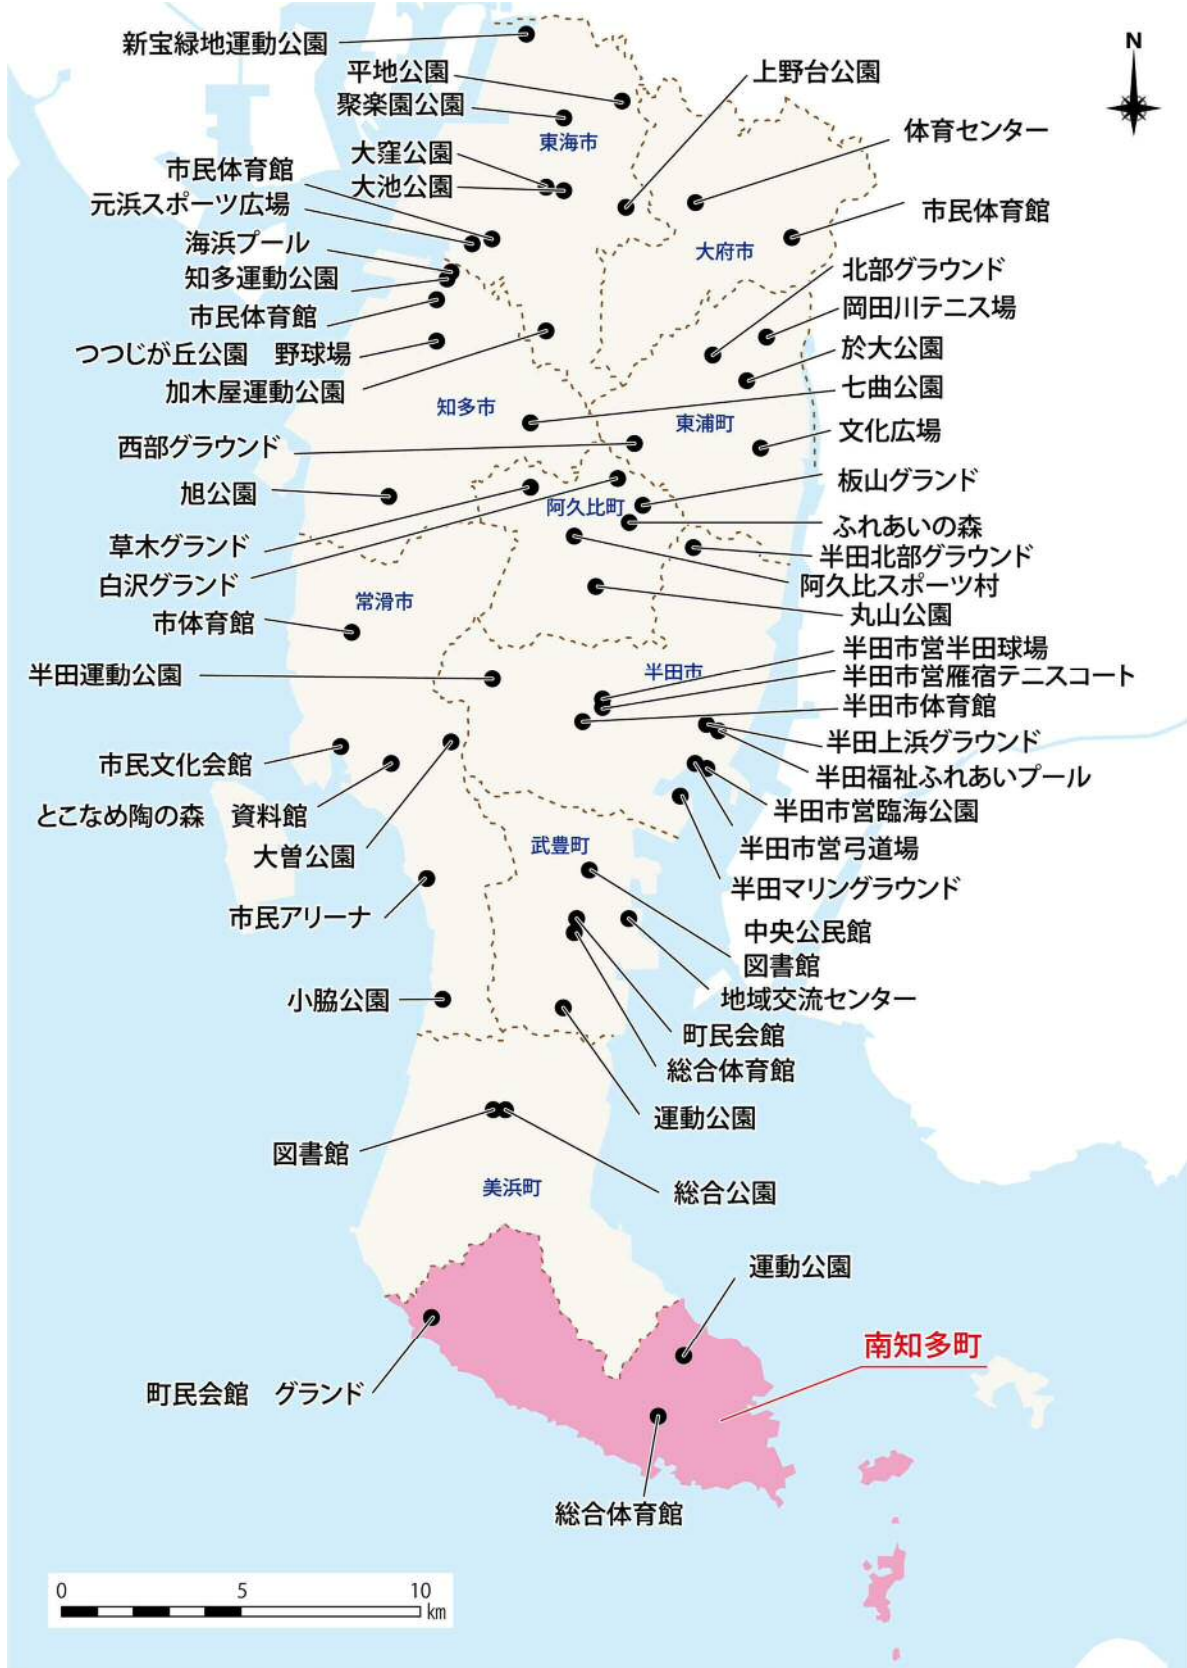 新宝緑地運動公園
N
平地公園
上野台公園
聚楽園公園
体育センター
東海市
大窪公園
市民体育館
大池公園
元浜スポーツ広場
市民体育館
海浜プール
大府市
知多運動公園
北部グラウンド
市民体育館
岡田川テニス場
つつじが丘公園　野球場
於大公園
加木屋運動公園
七曲公園
知多市
東浦町
文化広場
西部グラウンド
板山グランド
旭公園
阿久比町
ふれあいの森
草木グランド
半田北部グラウンド
白沢グランド
阿久比スポーツ村
常滑市
丸山公園
市体育館
半田市営半田球場
半田運動公園
半田市
半田市営雁宿テニスコート
半田市体育館
半田上浜グラウンド
市民文化会館
半田福祉ふれあいプール
とこなめ陶の森　資料館
半田市営臨海公園
大曽公園
武豊町
半田市営弓道場
半田マリングラウンド
市民アリーナ
中央公民館
図書館
小脇公園
地域交流センター
町民会館
総合体育館
運動公園
図書館
美浜町
総合公園
運動公園
南知多町
町民会館　グランド
総合体育館
0 5 10
km